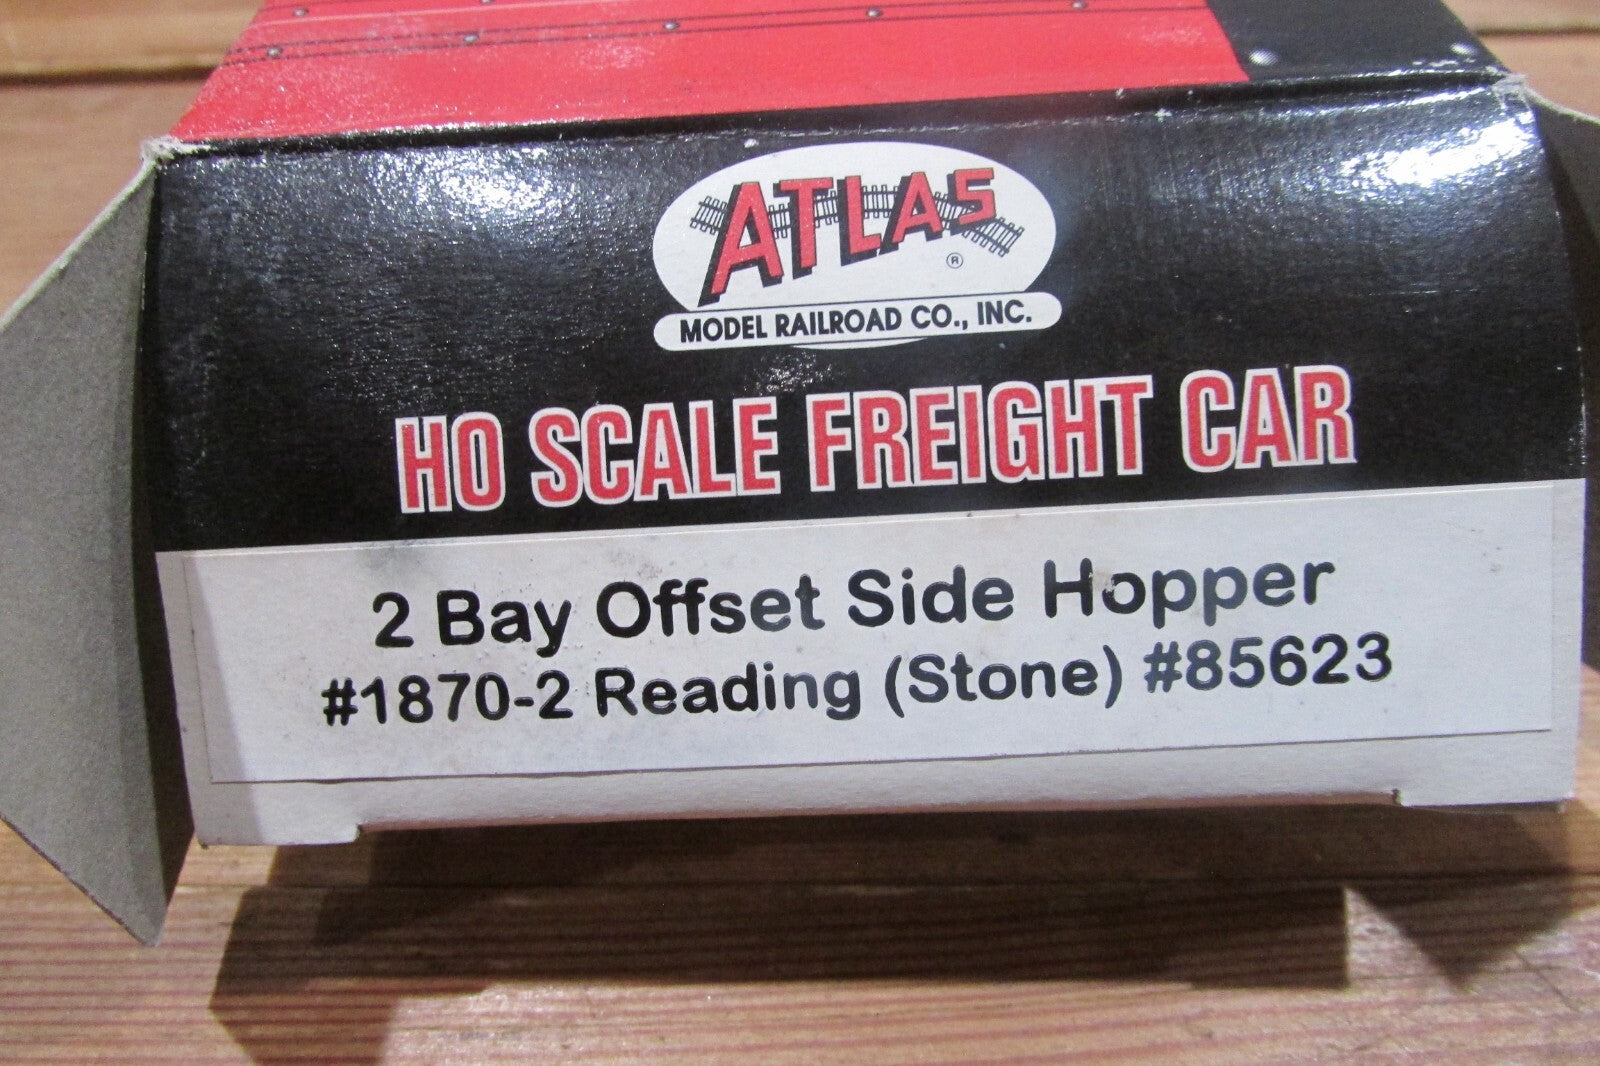 ATLAS
®
MODEL RAILROAD CO., INC.
HO SCALE FREIGHT CAR
2 Bay Offset Side Hopper
#1870-2 Reading (Stone) #85623